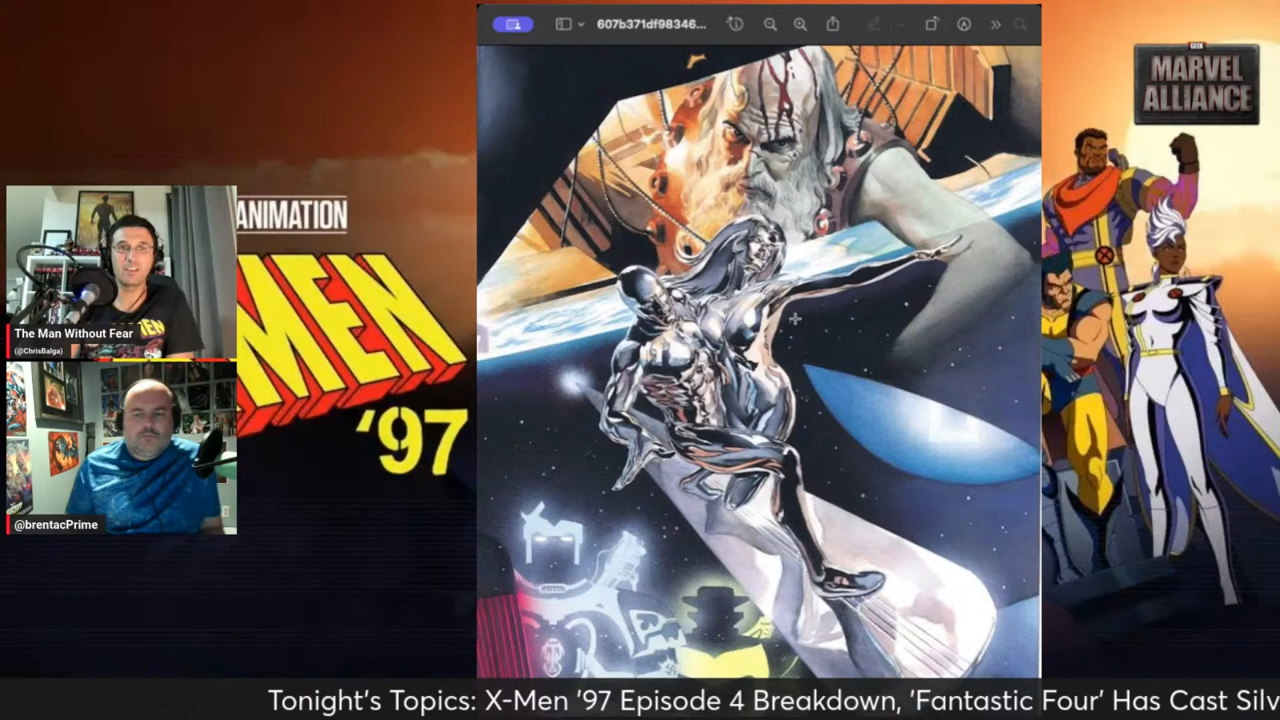 607b371df98346...
GEEK
MARVEL
ALLIANCE
ANIMATION
MEN
'97
The Man Without Fear
(@ChrisBalga)
@brentacPrime
Tonight's Topics: X-Men '97 Episode 4 Breakdown, 'Fantastic Four' Has Cast Silv